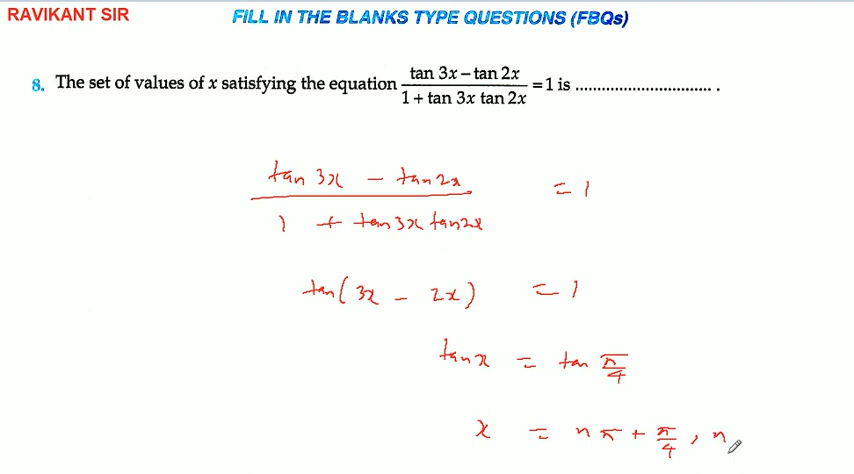 RAVIKANT SIR
FILL IN THE BLANKS TYPE QUESTIONS (FBQs)
8. The set of values of x satisfying the equation (tan 3x – tan 2x)/(1 + tan 3x tan 2x) = 1 is ................................ .
(tan 3x – tan 2x)/(1 + tan 3x tan 2x) = 1
tan(3x – 2x) = 1
tan x = tan π/4
x = nπ + π/4, n